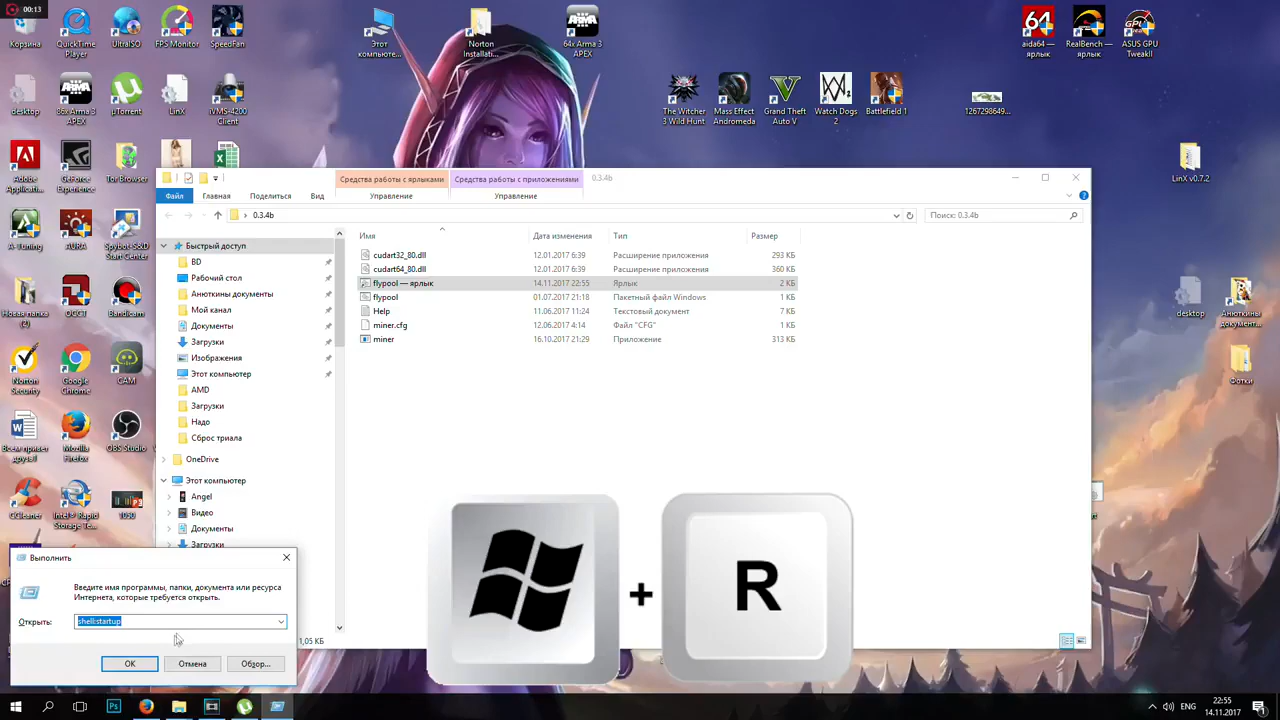 00:13
Корзина
QuickTime Player
UltraISO
FPS Monitor
SpeedFan
Этот компьюте...
Norton Installati...
64x Arma 3 APEX
aida64 — ярлык
RealBench — ярлык
ASUS GPU TweakII
desktop
86x Arma 3 APEX
µTorrent
LinX
iVMS-4200 Client
The Witcher 3 Wild Hunt
Mass Effect Andromeda
Grand Theft Auto V
Watch Dogs 2
Battlefield 1
1267298649...
Adobe Applicati...
GeForce Experience
Tor Browser
LinX v0.7.2
A-Tuning
AURA
Spybot-S&D Start Center
Новая папка (2)
OCCT
Bandicam
desktop
Анюткины документ...
Norton Security
Google Chrome
CAM
Фотки
Всем привет друзья!
Mozilla Firefox
OBS Studio
CCleaner
Intel® Rapid Storage Te...
1050
Средства работы с ярлыками
Средства работы с приложениями
0.3.4b
Файл
Главная
Поделиться
Вид
Управление
Управление
0.3.4b
Поиск: 0.3.4b
Имя
Дата изменения
Тип
Размер
cudart32_80.dll 12.01.2017 6:39 Расширение приложения 293 КБ
cudart64_80.dll 12.01.2017 6:39 Расширение приложения 360 КБ
flypool — ярлык 14.11.2017 22:55 Ярлык 2 КБ
flypool 01.07.2017 21:18 Пакетный файл Windows 1 КБ
Help 11.06.2017 11:24 Текстовый документ 7 КБ
miner.cfg 12.06.2017 4:14 Файл "CFG" 1 КБ
miner 16.10.2017 21:29 Приложение 313 КБ
Быстрый доступ
BD
Рабочий стол
Анюткины документы
Мой канал
Документы
Загрузки
Изображения
Этот компьютер
AMD
Загрузки
Надо
Сброс триала
OneDrive
Этот компьютер
Angel
Видео
Документы
Загрузки
1,05 КБ
Выполнить
Введите имя программы, папки, документа или ресурса
Интернета, которые требуется открыть.
Открыть:
shell:startup
OK
Отмена
Обзор...
+
R
ENG
22:55
14.11.2017